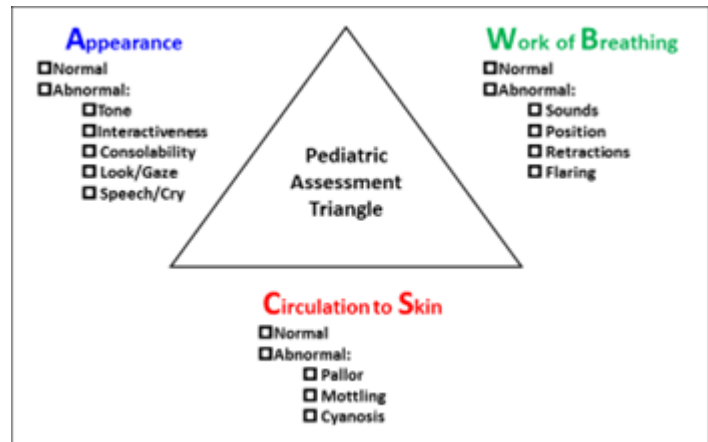 Appearance
Normal
Abnormal:
Tone
Interactiveness
Consolability
Look/Gaze
Speech/Cry
Work of Breathing
Normal
Abnormal:
Sounds
Position
Retractions
Flaring
Pediatric
Assessment
Triangle
Circulation to Skin
Normal
Abnormal:
Pallor
Mottling
Cyanosis